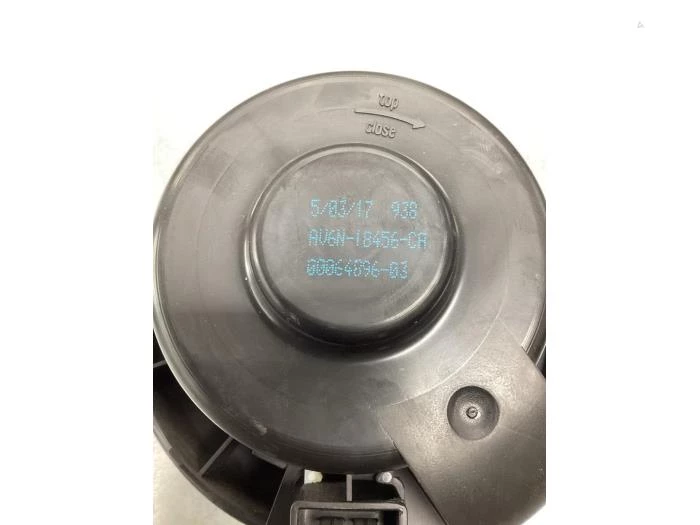 top
close
5/03/17 938
AV6N-18456-CA
00064896-03